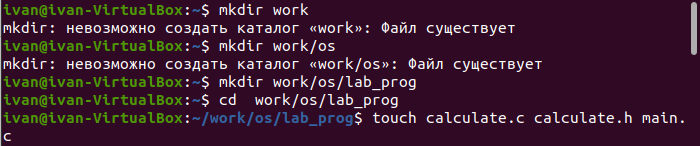 ivan@ivan-VirtualBox:~$ mkdir work
mkdir: невозможно создать каталог «work»: Файл существует
ivan@ivan-VirtualBox:~$ mkdir work/os
mkdir: невозможно создать каталог «work/os»: Файл существует
ivan@ivan-VirtualBox:~$ mkdir work/os/lab_prog
ivan@ivan-VirtualBox:~$ cd  work/os/lab_prog
ivan@ivan-VirtualBox:~/work/os/lab_prog$ touch calculate.c calculate.h main.
c